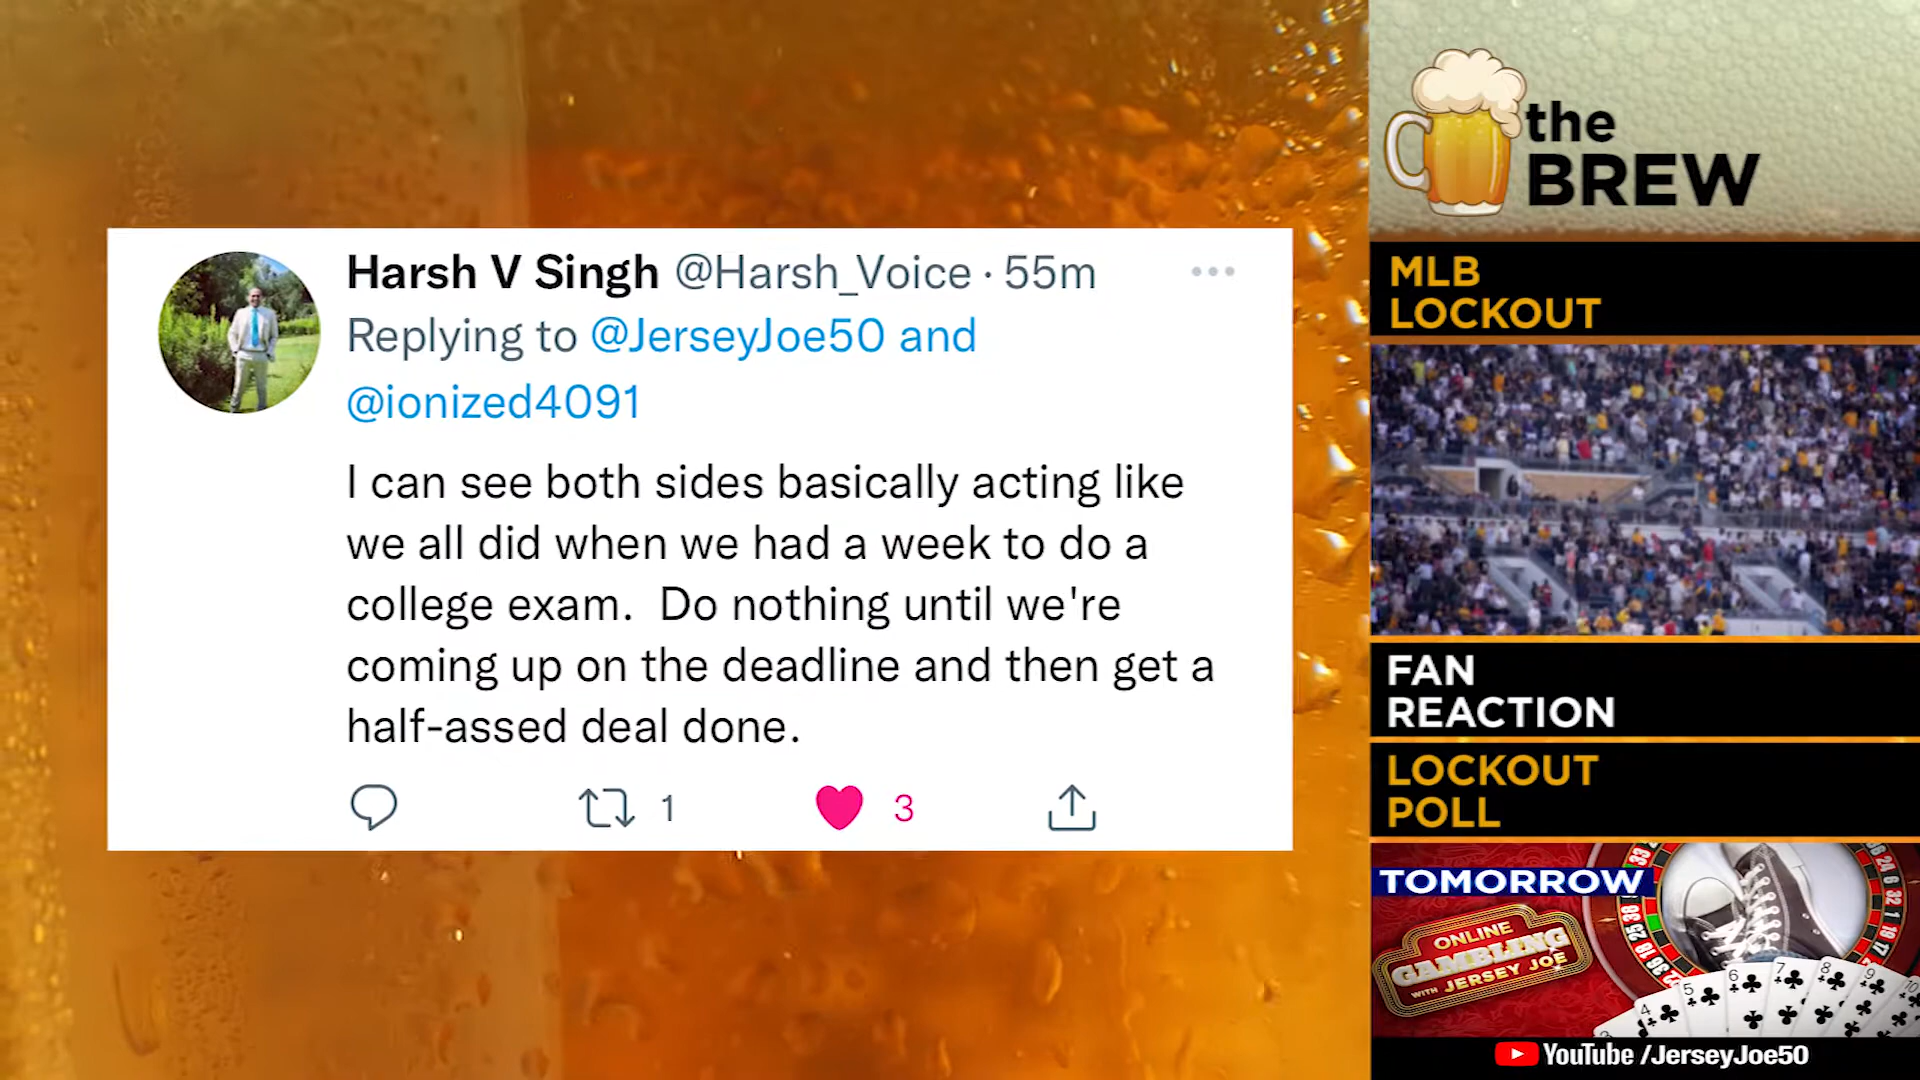 Harsh V Singh @Harsh_Voice · 55m
Replying to @JerseyJoe50 and
@ionized4091
I can see both sides basically acting like
we all did when we had a week to do a
college exam.  Do nothing until we're
coming up on the deadline and then get a
half-assed deal done.
1
3
the
BREW
MLB
LOCKOUT
FAN
REACTION
LOCKOUT
POLL
TOMORROW
ONLINE
GAMBLING
WITH JERSEY JOE
YouTube /JerseyJoe50